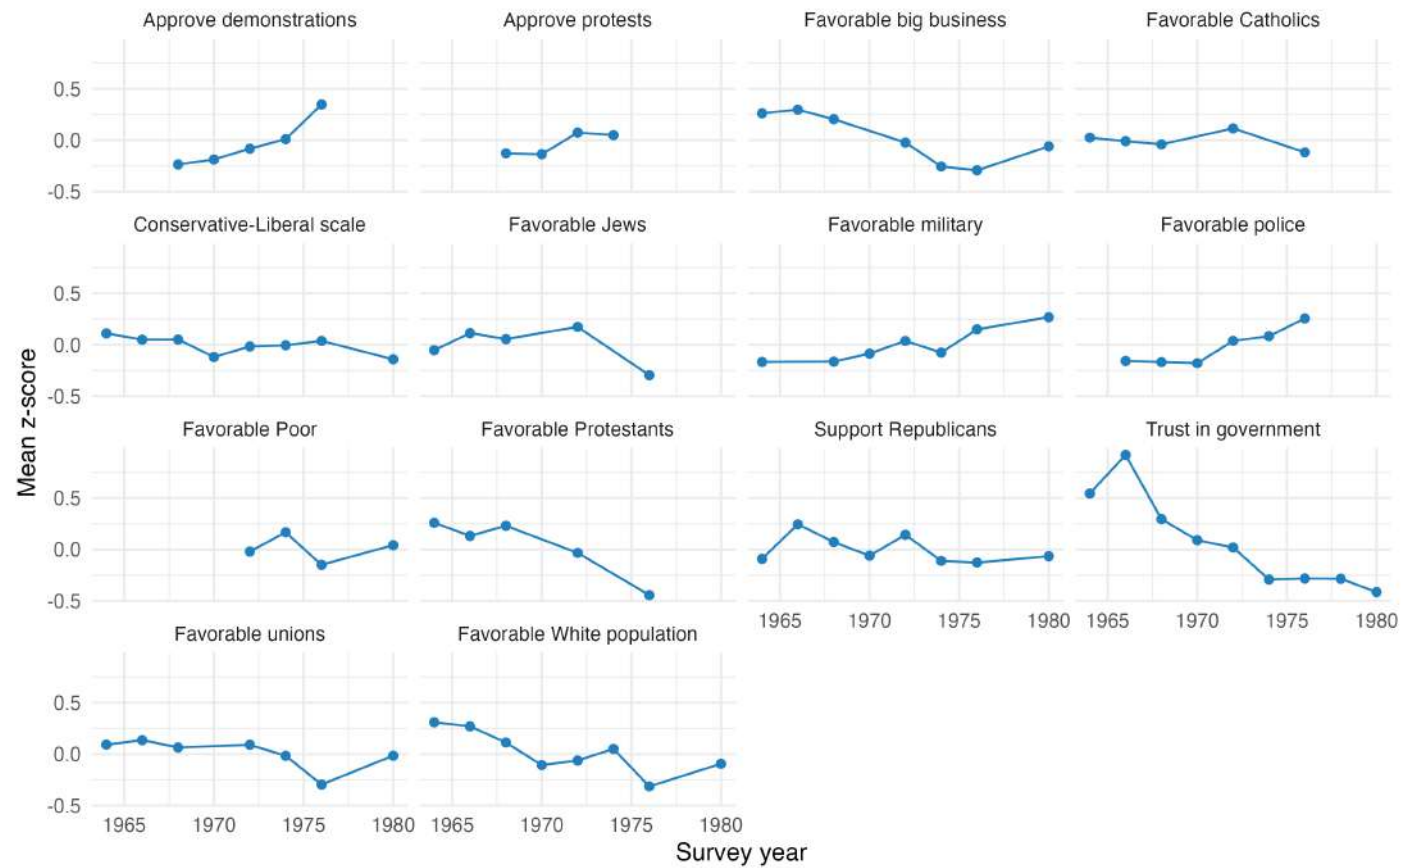 Approve demonstrations
Approve protests
Favorable big business
Favorable Catholics
0.5
0.0
-0.5
Conservative-Liberal scale
Favorable Jews
Favorable military
Favorable police
0.5
0.0
-0.5
Mean z-score
Favorable Poor
Favorable Protestants
Support Republicans
Trust in government
0.5
0.0
-0.5
1965 1970 1975 1980
1965 1970 1975 1980
Favorable unions
Favorable White population
0.5
0.0
-0.5
1965 1970 1975 1980
1965 1970 1975 1980
Survey year